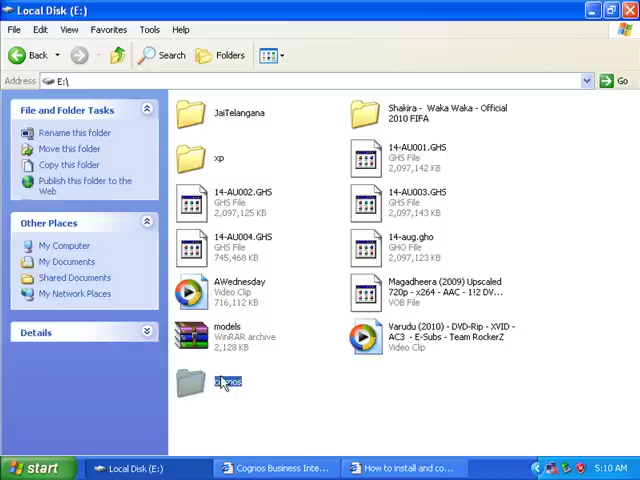 Local Disk (E:)
File Edit View Favorites Tools Help
Back Search Folders
Address E:\ Go
File and Folder Tasks
Rename this folder
Move this folder
Copy this folder
Publish this folder to the
Web
Other Places
My Computer
My Documents
Shared Documents
My Network Places
Details
JaiTelangana
Shakira - Waka Waka - Official
2010 FIFA
xp
14-AU001.GHS
GHS File
2,097,142 KB
14-AU002.GHS
GHS File
2,097,125 KB
14-AU003.GHS
GHS File
2,097,143 KB
14-AU004.GHS
GHS File
745,468 KB
14-aug.gho
GHO File
2,097,123 KB
AWednesday
Video Clip
716,112 KB
Magadheera (2009) Upscaled
720p - x264 - AAC - 1!2 DV...
VOB File
models
WinRAR archive
2,128 KB
Varudu (2010) - DVD-Rip - XVID -
AC3 - E-Subs - Team RockerZ
Video Clip
cognos
start Local Disk (E:) Cognos Business Inte... How to install and co... 5:10 AM